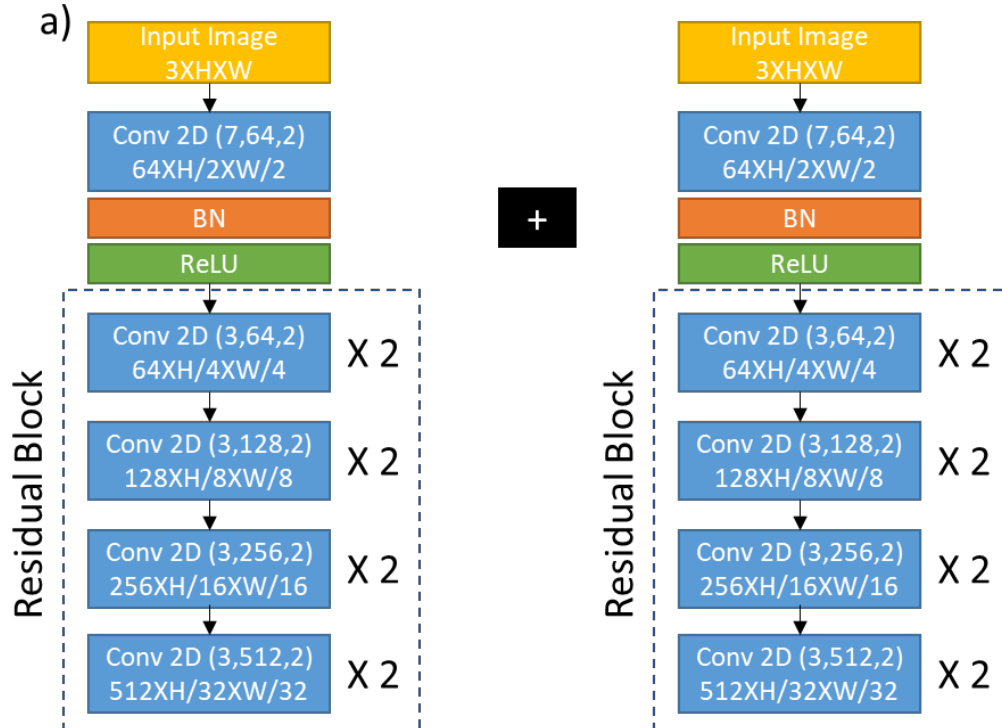 a)
Input Image
3XHXW
Conv 2D (7,64,2)
64XH/2XW/2
BN
ReLU
Residual Block
Conv 2D (3,64,2)
64XH/4XW/4
X 2
Conv 2D (3,128,2)
128XH/8XW/8
X 2
Conv 2D (3,256,2)
256XH/16XW/16
X 2
Conv 2D (3,512,2)
512XH/32XW/32
X 2
+
Input Image
3XHXW
Conv 2D (7,64,2)
64XH/2XW/2
BN
ReLU
Residual Block
Conv 2D (3,64,2)
64XH/4XW/4
X 2
Conv 2D (3,128,2)
128XH/8XW/8
X 2
Conv 2D (3,256,2)
256XH/16XW/16
X 2
Conv 2D (3,512,2)
512XH/32XW/32
X 2